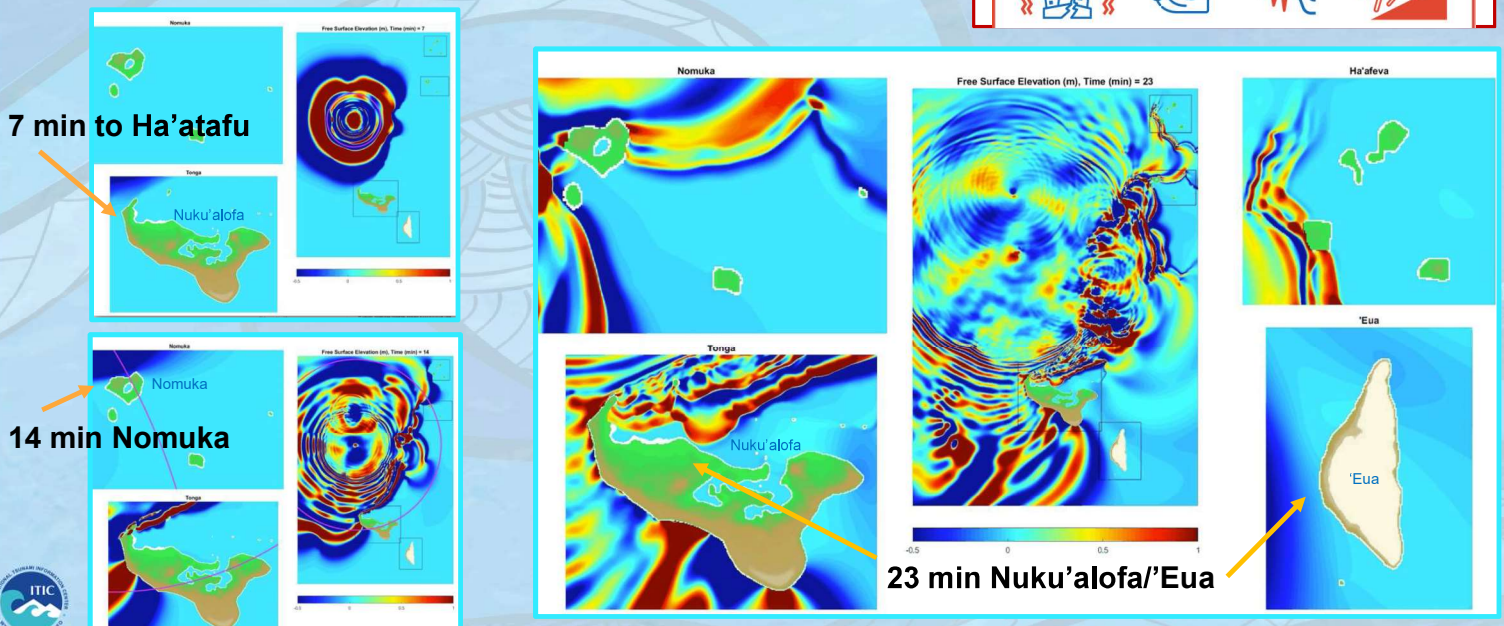 Nomuka
Free Surface Elevation (m), Time (min) = 7
7 min to Ha'atafu
Tonga
Nuku'alofa
-0.5
0
0.5
1
Nomuka
Free Surface Elevation (m), Time (min) = 14
Nomuka
14 min Nomuka
Tonga
-0.5
0
0.5
1
ITIC
Nomuka
Free Surface Elevation (m), Time (min) = 23
Ha'afeva
Tonga
Nuku'alofa
-0.5
0
0.5
1
'Eua
'Eua
23 min Nuku'alofa/'Eua